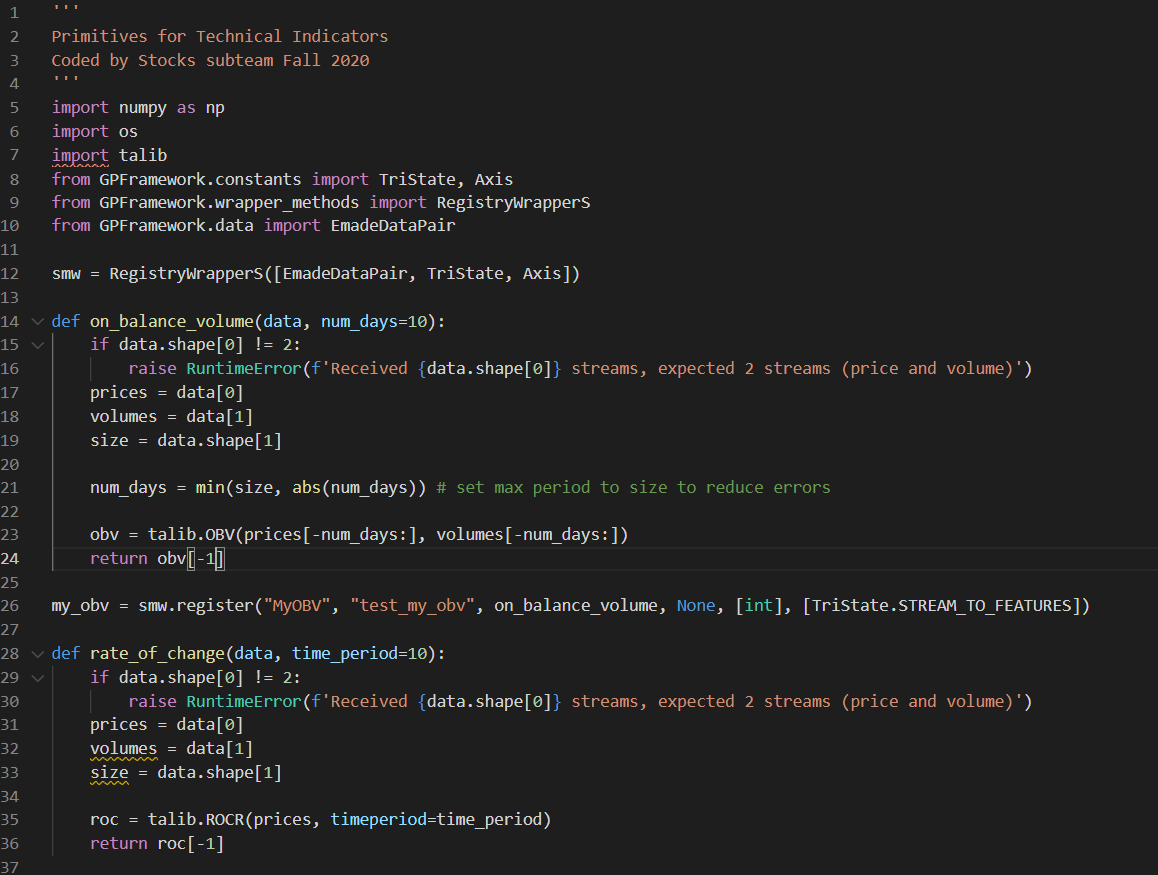 1 '''
2 Primitives for Technical Indicators
3 Coded by Stocks subteam Fall 2020
4 '''
5 import numpy as np
6 import os
7 import talib
8 from GPFramework.constants import TriState, Axis
9 from GPFramework.wrapper_methods import RegistryWrapperS
10 from GPFramework.data import EmadeDataPair
11
12 smw = RegistryWrapperS([EmadeDataPair, TriState, Axis])
13
14 def on_balance_volume(data, num_days=10):
15     if data.shape[0] != 2:
16         raise RuntimeError(f'Received {data.shape[0]} streams, expected 2 streams (price and volume)')
17     prices = data[0]
18     volumes = data[1]
19     size = data.shape[1]
20
21     num_days = min(size, abs(num_days)) # set max period to size to reduce errors
22
23     obv = talib.OBV(prices[-num_days:], volumes[-num_days:])
24     return obv[-1]
25
26 my_obv = smw.register("MyOBV", "test_my_obv", on_balance_volume, None, [int], [TriState.STREAM_TO_FEATURES])
27
28 def rate_of_change(data, time_period=10):
29     if data.shape[0] != 2:
30         raise RuntimeError(f'Received {data.shape[0]} streams, expected 2 streams (price and volume)')
31     prices = data[0]
32     volumes = data[1]
33     size = data.shape[1]
34
35     roc = talib.ROCR(prices, timeperiod=time_period)
36     return roc[-1]
37